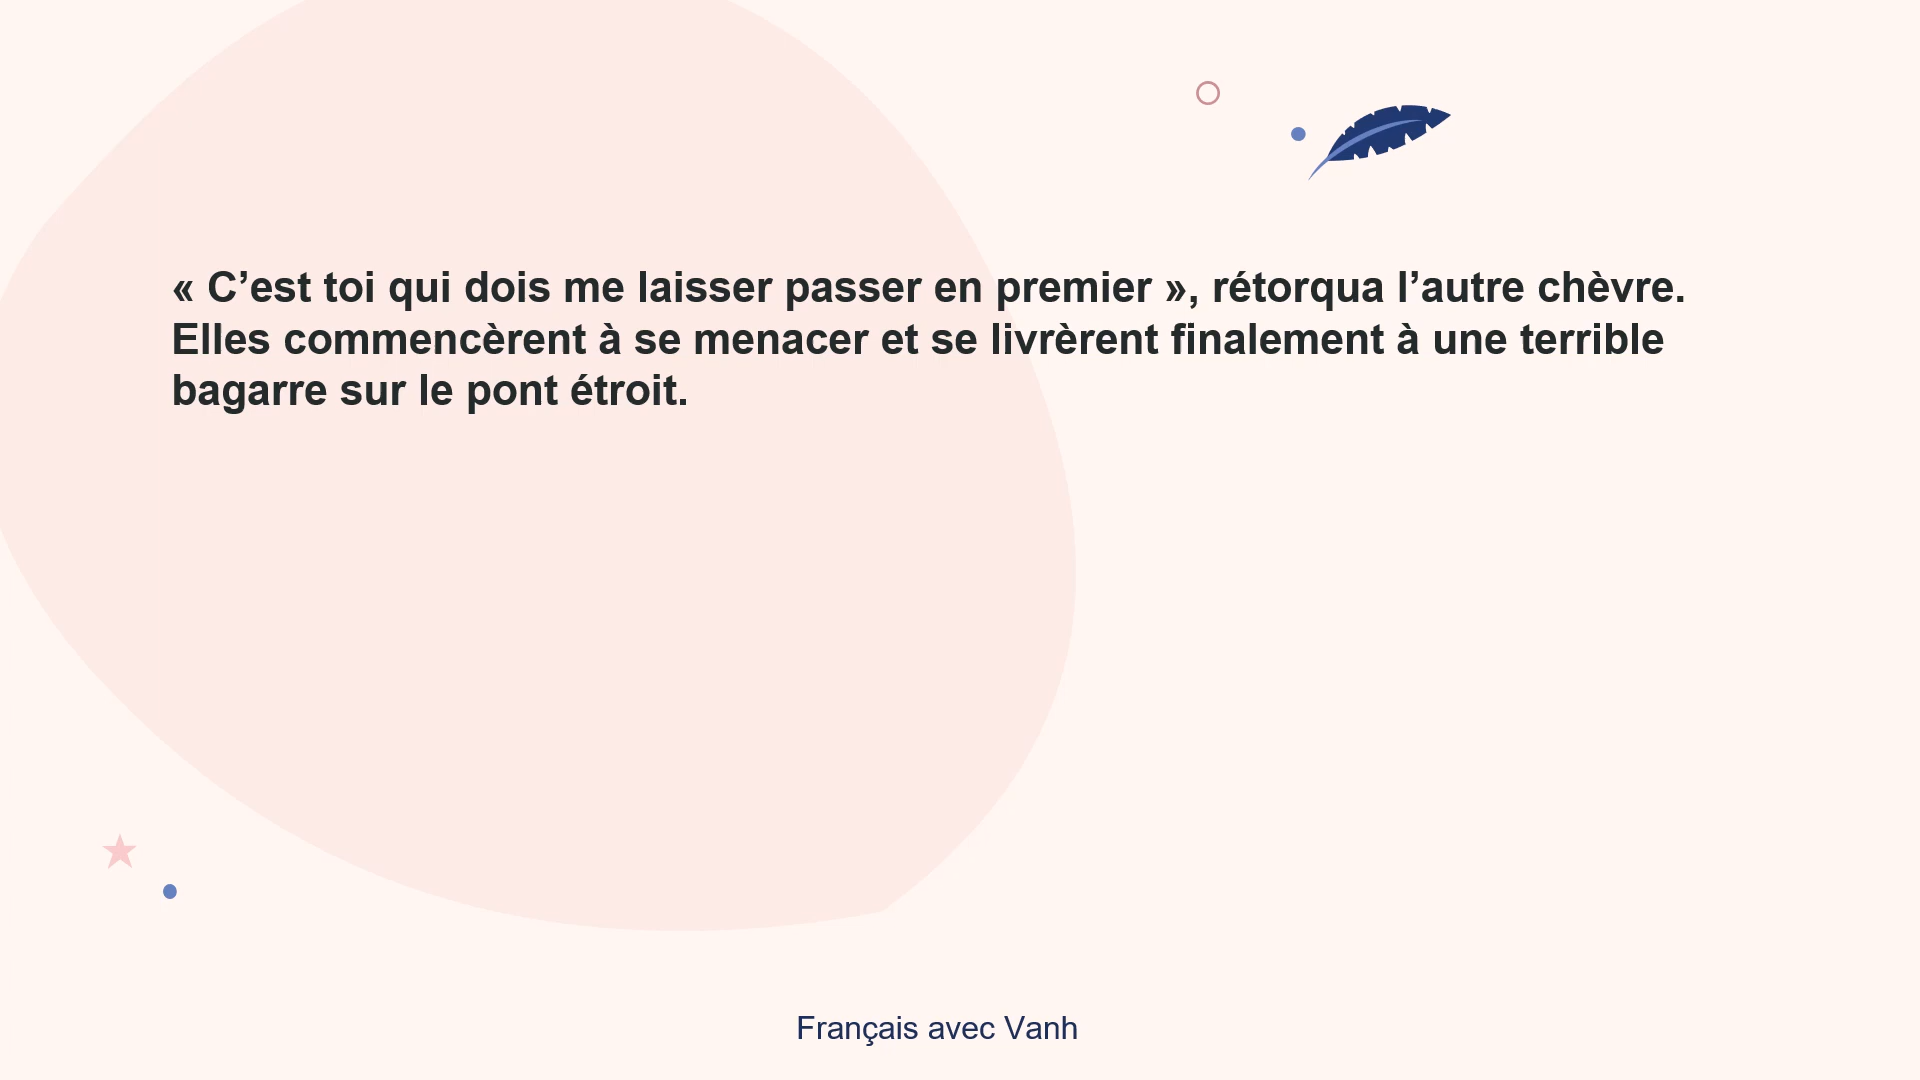 « C’est toi qui dois me laisser passer en premier », rétorqua l’autre chèvre.
Elles commencèrent à se menacer et se livrèrent finalement à une terrible
bagarre sur le pont étroit.
Français avec Vanh